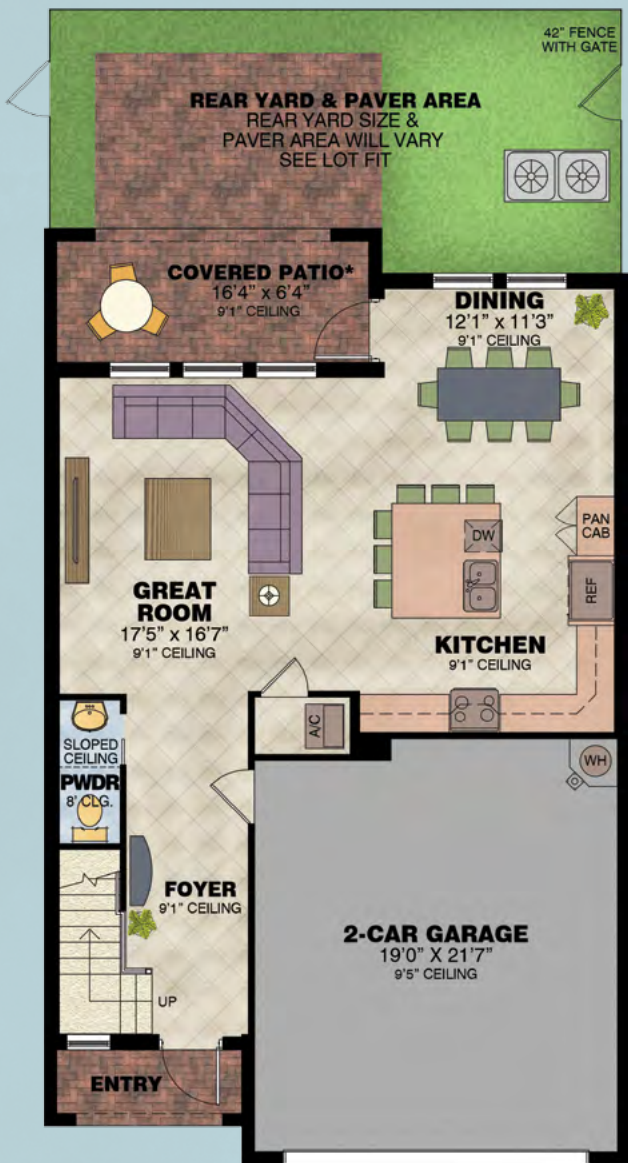 42" FENCE
WITH GATE
REAR YARD & PAVER AREA
REAR YARD SIZE &
PAVER AREA WILL VARY
SEE LOT FIT
COVERED PATIO*
16'4" x 6'4"
9'1" CEILING
DINING
12'1" x 11'3"
9'1" CEILING
PAN
CAB
DW
REF
GREAT
ROOM
17'5" x 16'7"
9'1" CEILING
KITCHEN
9'1" CEILING
A/C
SLOPED
CEILING
PWDR
8' CLG.
WH
FOYER
9'1" CEILING
2-CAR GARAGE
19'0" X 21'7"
9'5" CEILING
UP
ENTRY